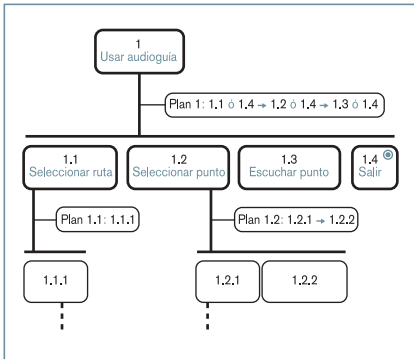 1
Usar audioguía
Plan 1: 1.1 ó 1.4 → 1.2 ó 1.4 → 1.3 ó 1.4
1.1
Seleccionar ruta
1.2
Seleccionar punto
1.3
Escuchar punto
1.4
Salir
Plan 1.1: 1.1.1
Plan 1.2: 1.2.1 → 1.2.2
1.1.1
1.2.1
1.2.2